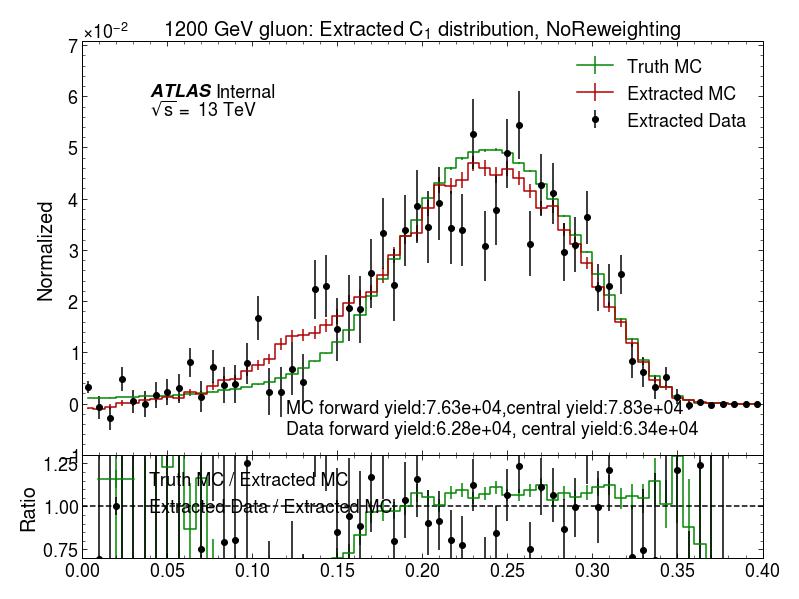 ×10⁻²
1200 GeV gluon: Extracted C₁ distribution, NoReweighting
ATLAS Internal
√s = 13 TeV
Truth MC
Extracted MC
Extracted Data
Normalized
7
6
5
4
3
2
1
0
MC forward yield:7.63e+04,central yield:7.83e+04
Data forward yield:6.28e+04, central yield:6.34e+04
Ratio
1.25
1.00
0.75
Truth MC / Extracted MC
Extracted Data / Extracted MC
0.00 0.05 0.10 0.15 0.20 0.25 0.30 0.35 0.40